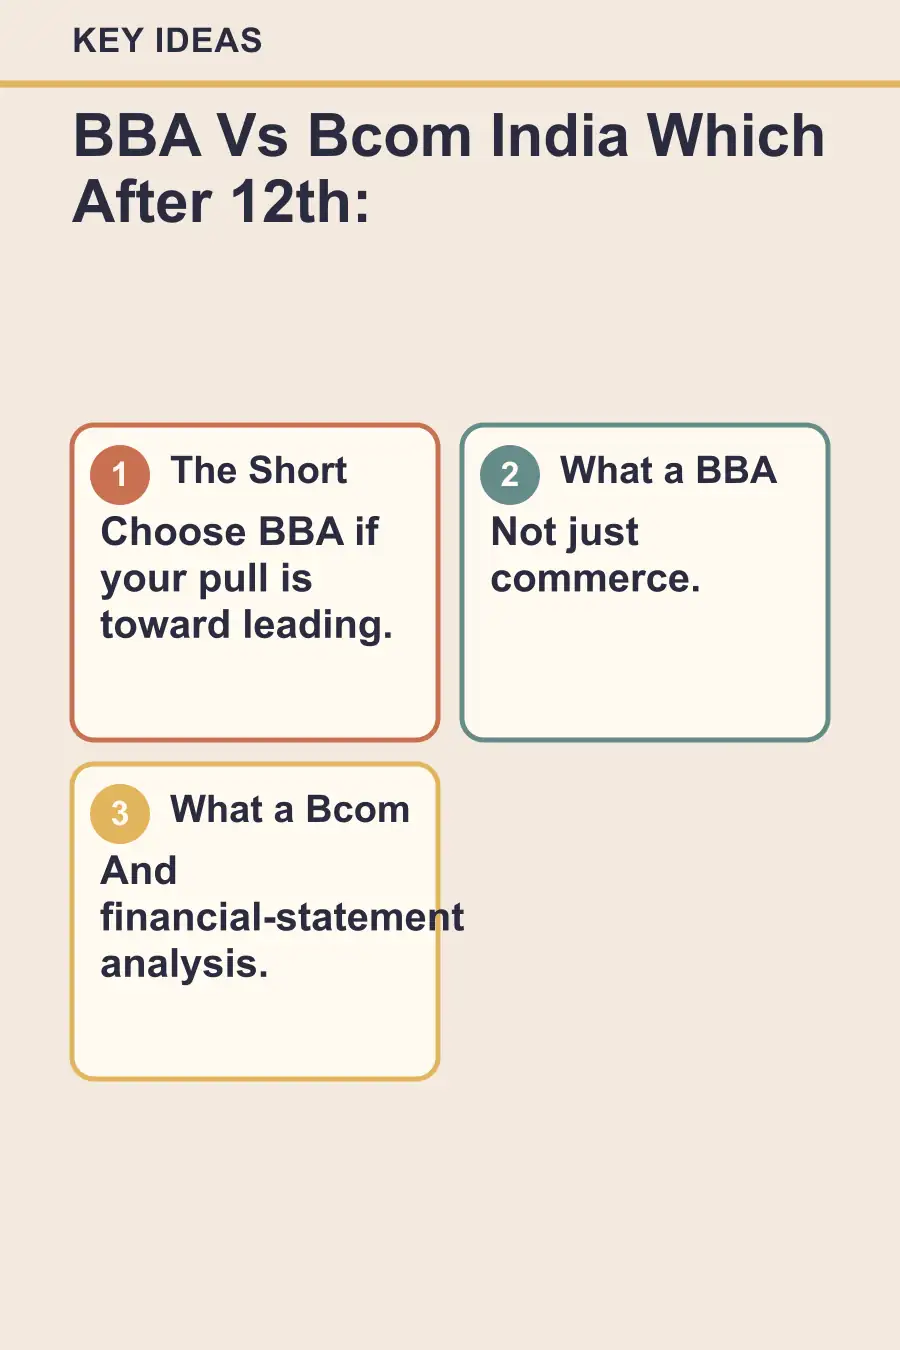 KEY IDEAS
BBA Vs Bcom India Which
After 12th:
1 The Short
Choose BBA if
your pull is
toward leading.
2 What a BBA
Not just
commerce.
3 What a Bcom
And
financial-statement
analysis.